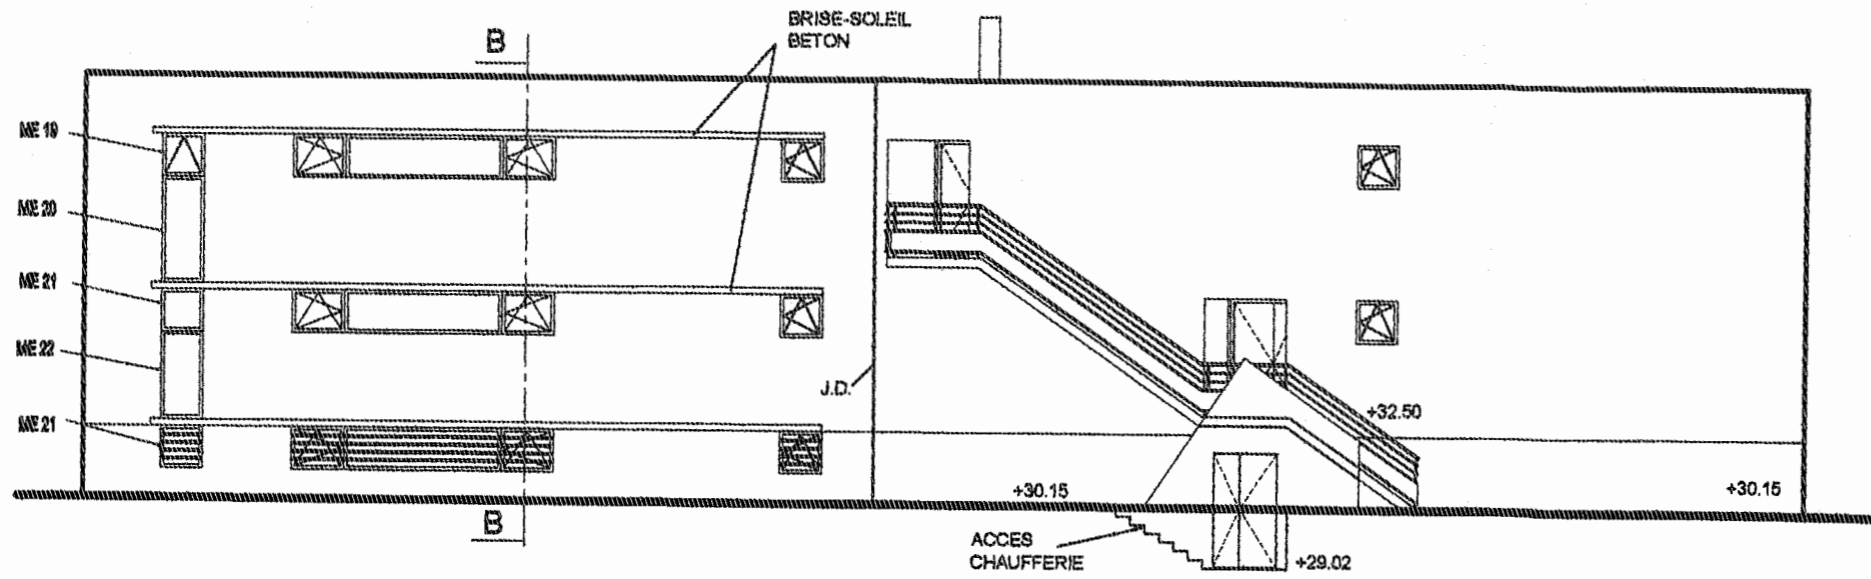 BRISE-SOLEIL
BETON
B
ME 19
ME 20
ME 21
ME 22
ME 21
J.D.
+32.50
+30.15
+30.15
B
ACCES
CHAUFFERIE
+29.02